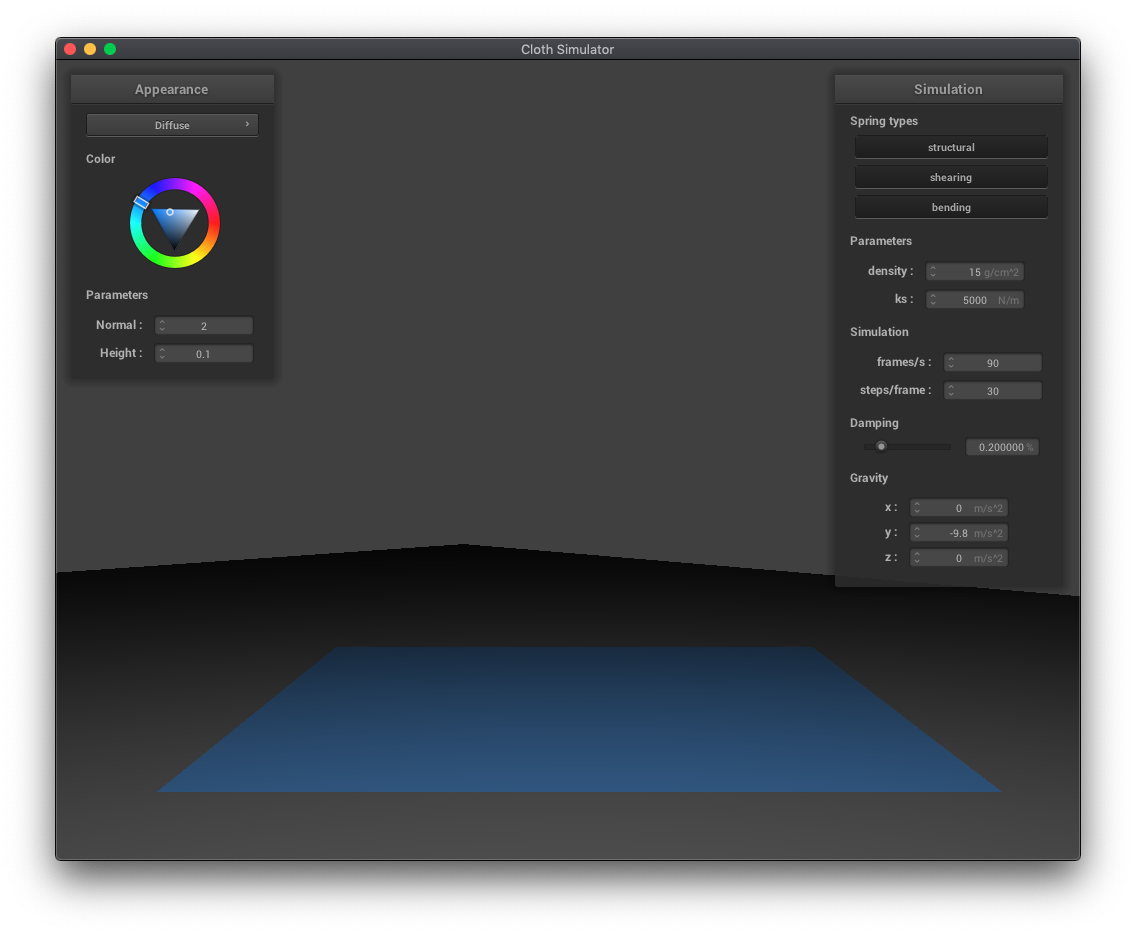 Cloth Simulator
Appearance
Diffuse ›
Color
Parameters
Normal : 2
Height : 0.1
Simulation
Spring types
structural
shearing
bending
Parameters
density : 15 g/cm^2
ks : 5000 N/m
Simulation
frames/s : 90
steps/frame : 30
Damping
0.200000 %
Gravity
x : 0 m/s^2
y : -9.8 m/s^2
z : 0 m/s^2